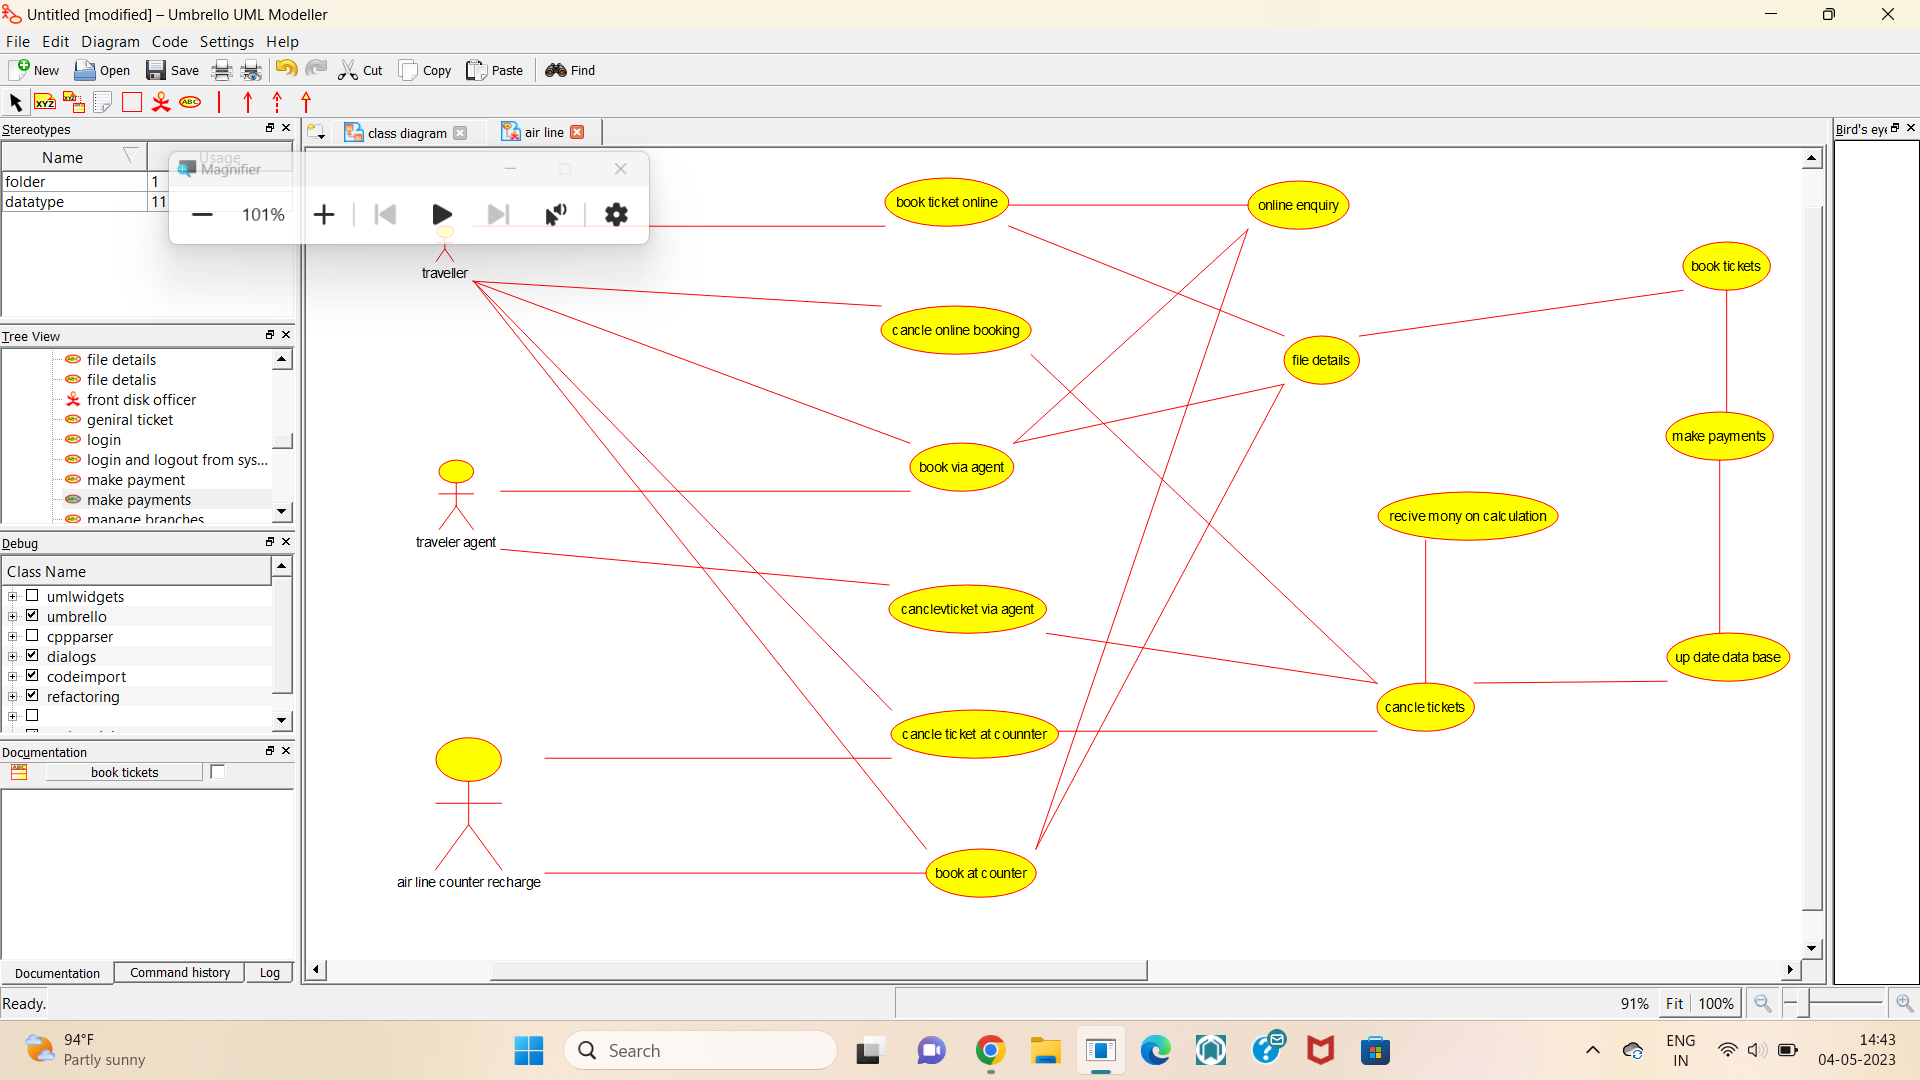 Untitled [modified] – Umbrello UML Modeller
File Edit Diagram Code Settings Help
New Open Save Cut Copy Paste Find
XYZ XYZ ABC
Stereotypes
Name Usage
folder 1
datatype 11
Magnifier
101%
Tree View
file details
file detalis
front disk officer
geniral ticket
login
login and logout from sys...
make payment
make payments
manage branches
Debug
Class Name
umlwidgets
umbrello
cppparser
dialogs
codeimport
refactoring
Documentation
book tickets
Documentation Command history Log
class diagram air line
Bird's eye
book ticket online
online enquiry
book tickets
traveller
cancle online booking
file details
make payments
book via agent
recive mony on calculation
traveler agent
canclevticket via agent
up date data base
cancle tickets
cancle ticket at counnter
book at counter
air line counter recharge
Ready.
91% Fit 100%
94°F
Partly sunny
Search
ENG
IN
14:43
04-05-2023